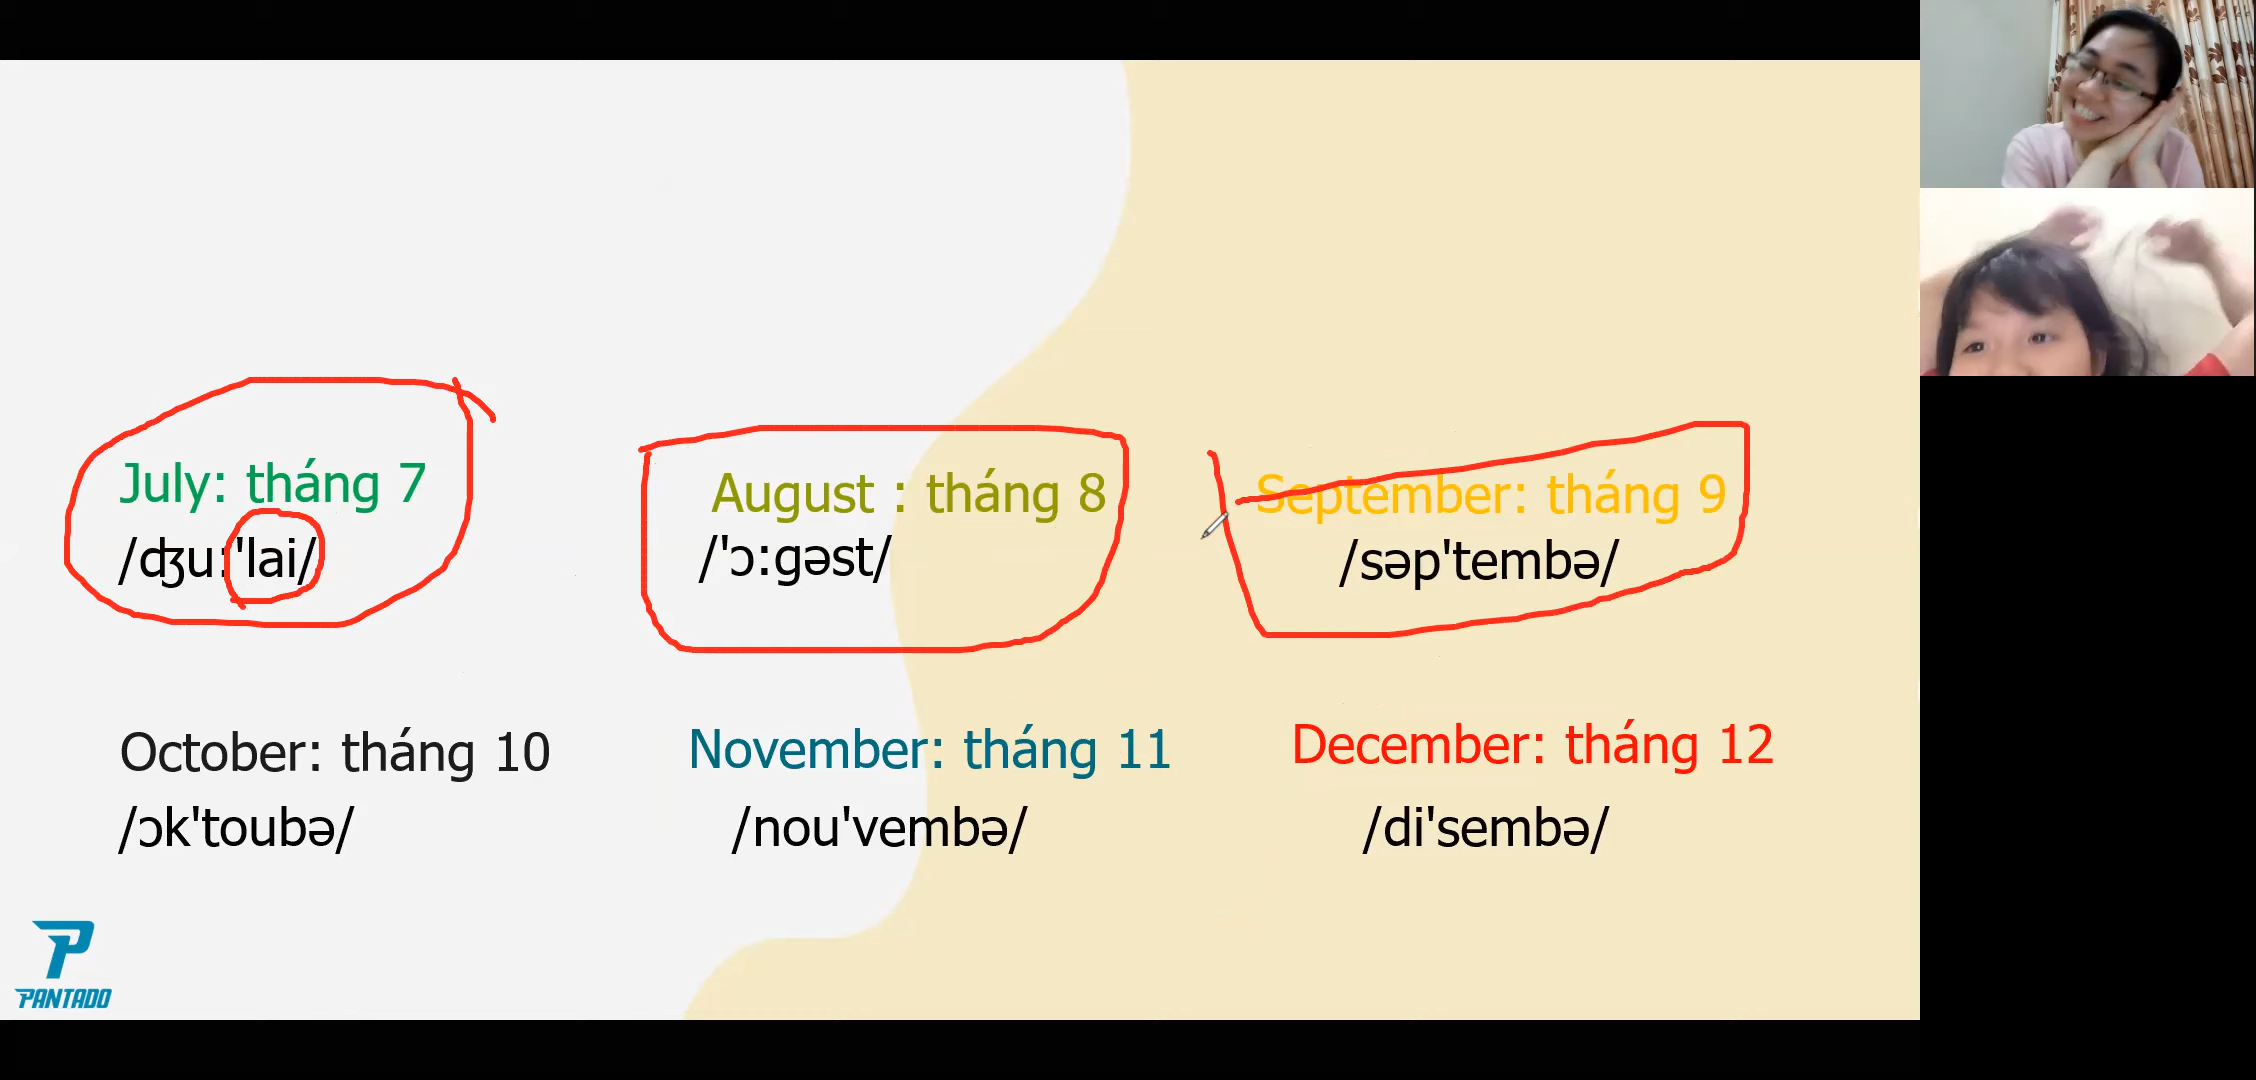 July: tháng 7
/ʤu:'lai/
August : tháng 8
/'ɔ:gəst/
September: tháng 9
/səp'tembə/
October: tháng 10
/ɔk'toubə/
November: tháng 11
/nou'vembə/
December: tháng 12
/di'sembə/
PANTADO